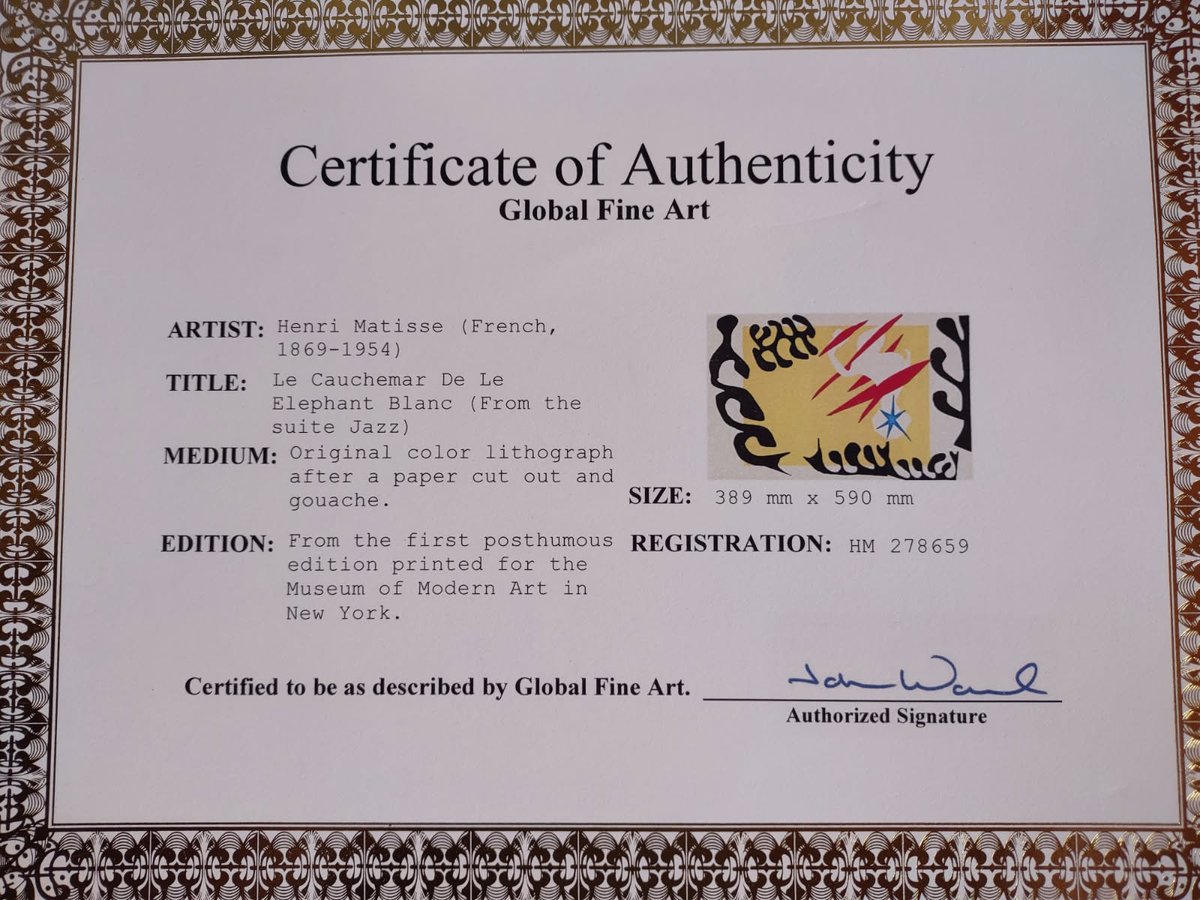 Certificate of Authenticity
Global Fine Art
ARTIST: Henri Matisse (French,
1869-1954)
TITLE: Le Cauchemar De Le
Elephant Blanc (From the
suite Jazz)
MEDIUM: Original color lithograph
after a paper cut out and
gouache.
SIZE: 389 mm x 590 mm
EDITION: From the first posthumous
edition printed for the
Museum of Modern Art in
New York.
REGISTRATION: HM 278659
Certified to be as described by Global Fine Art.
Authorized Signature